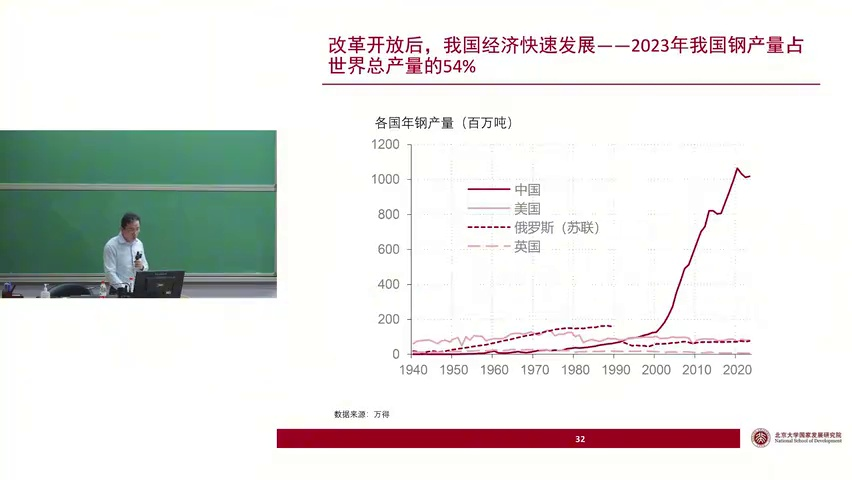 改革开放后，我国经济快速发展——2023年我国钢产量占
世界总产量的54%
各国年钢产量（百万吨）
1200
1000
800
600
400
200
0
中国
美国
俄罗斯（苏联）
英国
1940 1950 1960 1970 1980 1990 2000 2010 2020
数据来源：万得
32
北京大学国家发展研究院
National School of Development